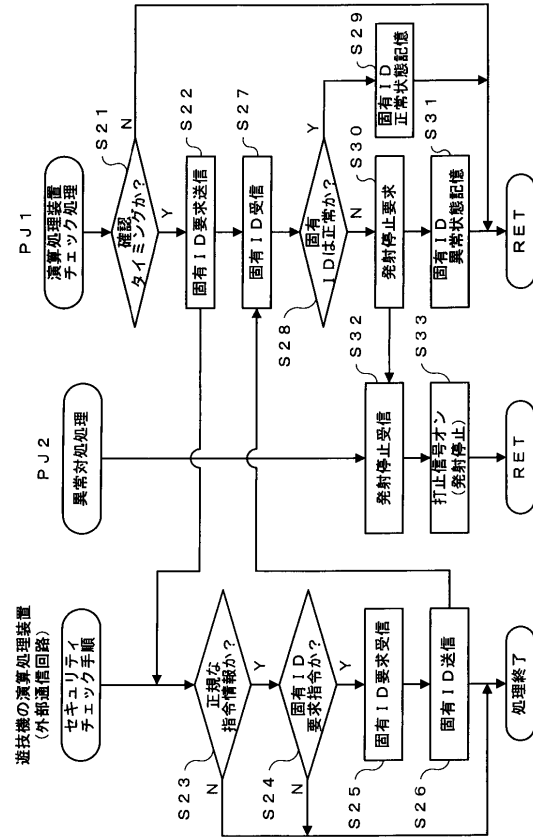 遊技機の演算処理装置
(外部通信回路)
セキュリティ
チェック手順
正規な
指令情報か?
S23
N
Y
固有ID
要求指令か?
S24
N
Y
固有ID要求受信
S25
固有ID送信
S26
処理終了
PJ2
異常対処処理
発射停止受信
S32
打止信号オン
(発射停止)
S33
RET
PJ1
演算処理装置
チェック処理
確認
タイミングか?
S21
N
Y
固有ID要求送信
S22
固有ID受信
S27
固有
IDは正常か?
S28
Y
N
固有ID
正常状態記憶
S29
発射停止要求
S30
固有ID
異常状態記憶
S31
RET